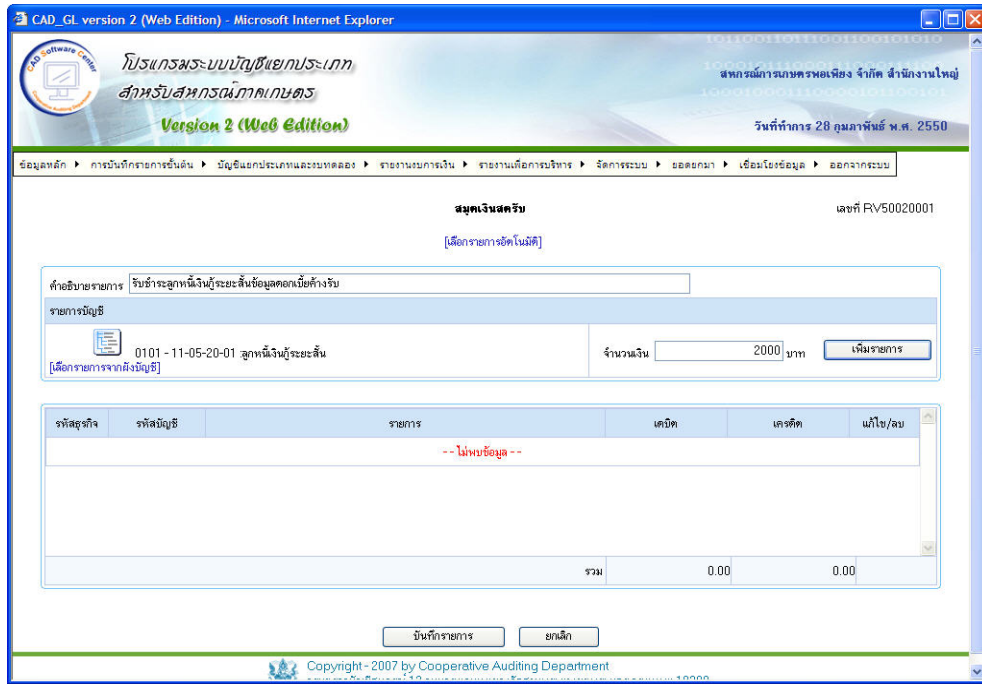 CAD_GL version 2 (Web Edition) - Microsoft Internet Explorer
CAD Software Center
Cooperative Auditing Department
โปรแกรมระบบบัญชีแยกประเภท
สำหรับสหกรณ์ภาคเกษตร
Version 2 (Web Edition)
สหกรณ์การเกษตรพอเพียง จำกัด สำนักงานใหญ่
วันที่ทำการ 28 กุมภาพันธ์ พ.ศ. 2550
ข้อมูลหลัก การบันทึกรายการขั้นต้น บัญชีแยกประเภทและงบทดลอง รายงานงบการเงิน รายงานเพื่อการบริหาร จัดการระบบ ยอดยกมา เชื่อมโยงข้อมูล ออกจากระบบ
สมุดเงินสดรับ เลขที่ RV50020001
[เลือกรายการอัตโนมัติ]
คำอธิบายรายการ รับชำระลูกหนี้เงินกู้ระยะสั้นข้อมูลดอกเบี้ยค้างรับ
รายการบัญชี
0101 - 11-05-20-01 :ลูกหนี้เงินกู้ระยะสั้น จำนวนเงิน 2000 บาท เพิ่มรายการ
[เลือกรายการจากผังบัญชี]
รหัสธุรกิจ รหัสบัญชี รายการ เดบิต เครดิต แก้ไข/ลบ
-- ไม่พบข้อมูล --
รวม 0.00 0.00
บันทึกรายการ ยกเลิก
Copyright - 2007 by Cooperative Auditing Department